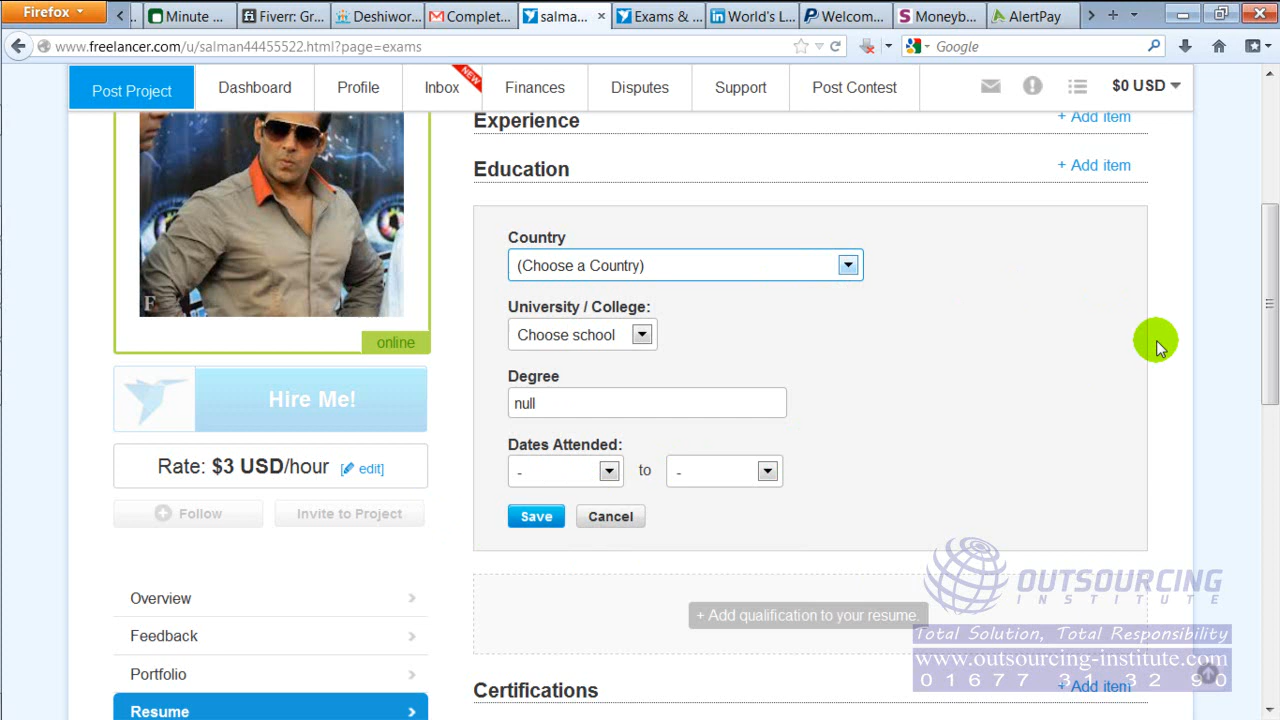 Firefox
Minute ...
Fiverr: Gr...
Deshiwor...
Complet...
salma...
Exams & ...
World's L...
Welcom...
Moneyb...
AlertPay
www.freelancer.com/u/salman44455522.html?page=exams
Google
Post Project
Dashboard
Profile
Inbox
NEW
Finances
Disputes
Support
Post Contest
$0 USD
Experience
+ Add item
Education
+ Add item
Country
(Choose a Country)
University / College:
Choose school
Degree
null
Dates Attended:
-
to
-
Save
Cancel
F
online
Hire Me!
Rate: $3 USD/hour
edit]
Follow
Invite to Project
Overview
Feedback
Portfolio
Resume
+ Add qualification to your resume.
OUTSOURCING
INSTITUTE
Total Solution, Total Responsibility
www.outsourcing-institute.com
01677 31 32 90
Certifications
+ Add item